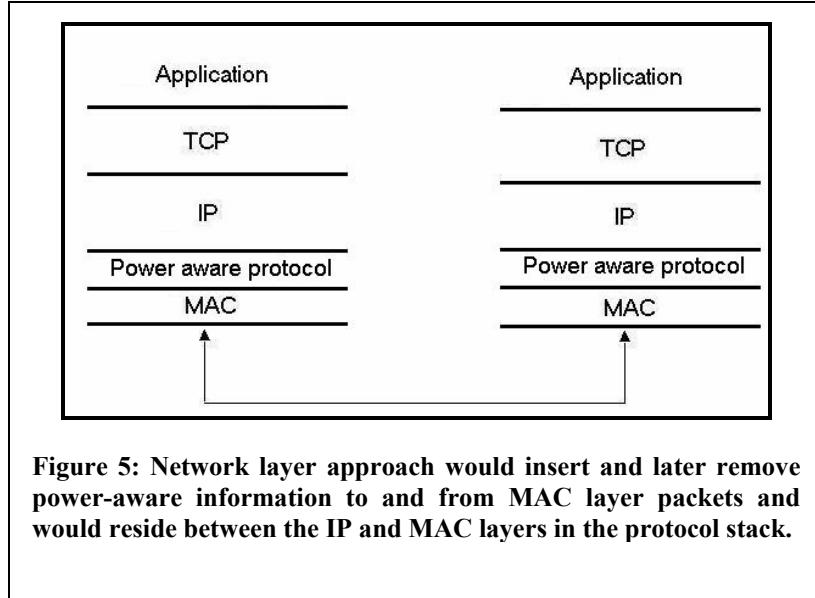 Application
TCP
IP
Power aware protocol
MAC
Application
TCP
IP
Power aware protocol
MAC
Figure 5: Network layer approach would insert and later remove
power-aware information to and from MAC layer packets and
would reside between the IP and MAC layers in the protocol stack.